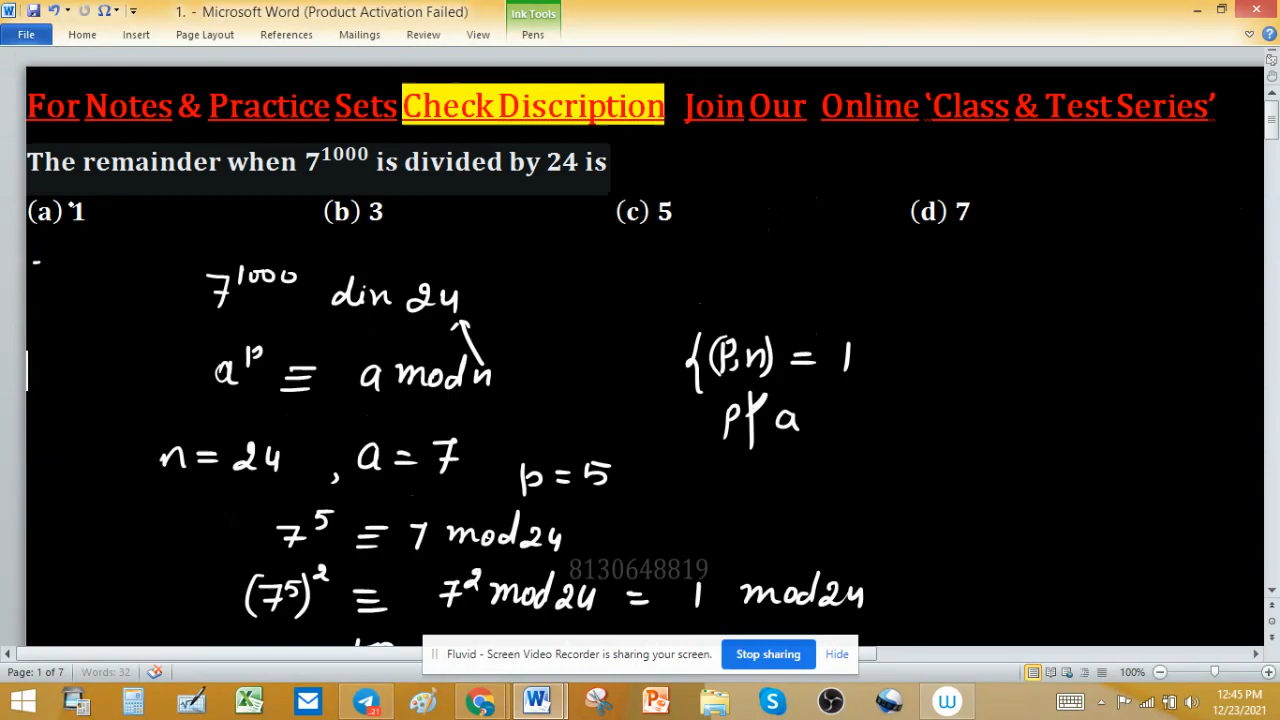 1. - Microsoft Word (Product Activation Failed)
Ink Tools
File Home Insert Page Layout References Mailings Review View Pens
For Notes & Practice Sets Check Discription Join Our Online ‘Class & Test Series’
The remainder when 7^1000 is divided by 24 is
(a) 1 (b) 3 (c) 5 (d) 7
7^1000 din 24
a^p ≡ a mod n {(P,n) = 1
p∤a
n = 24 , a = 7 p = 5
7^5 ≡ 7 mod 24
8130648819
(7^5)^2 ≡ 7^2 mod 24 = 1 mod 24
Fluvid - Screen Video Recorder is sharing your screen. Stop sharing Hide
Page: 1 of 7 Words: 32 100%
21
12:45 PM
12/23/2021